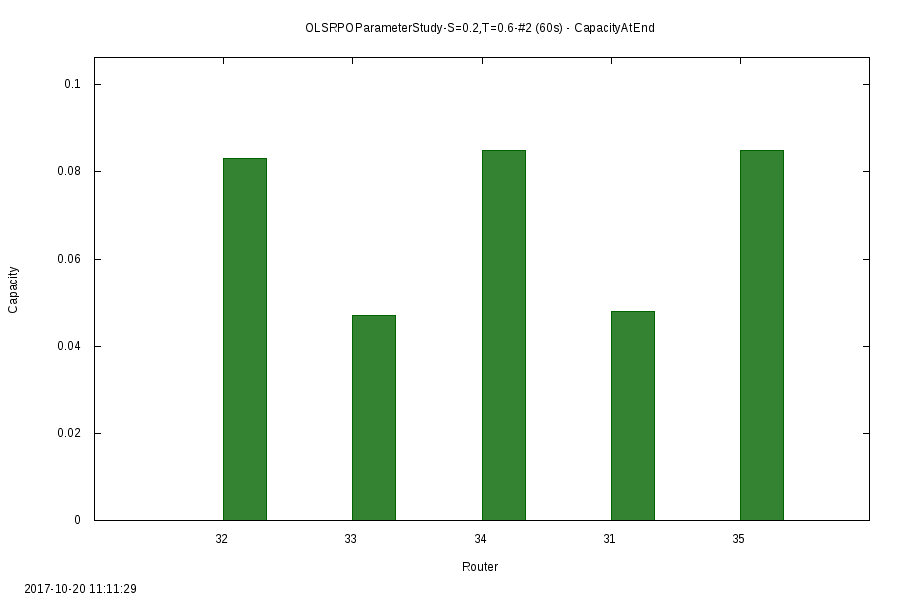 OLSRPOParameterStudy-S=0.2,T=0.6-#2 (60s) - CapacityAtEnd
0.1
0.08
0.06
0.04
0.02
0
Capacity
32 33 34 31 35
Router
2017-10-20 11:11:29